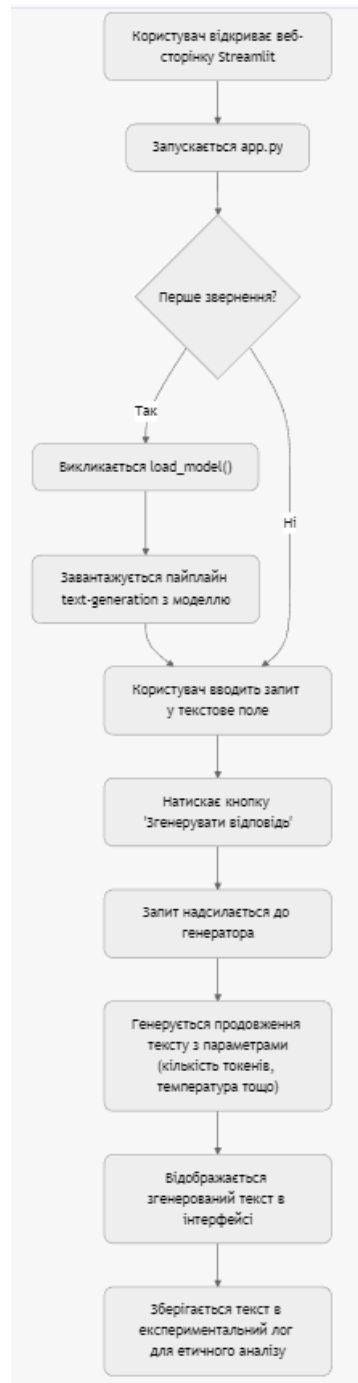 Користувач відкриває веб-
сторінку Streamlit
Запускається app.py
Перше звернення?
Так
Викликається load_model()
Ні
Завантажується пайплайн
text-generation з моделлю
Користувач вводить запит
у текстове поле
Натискає кнопку
'Згенерувати відповідь'
Запит надсилається до
генератора
Генерується продовження
тексту з параметрами
(кількість токенів,
температура тощо)
Відображається
згенерований текст в
інтерфейсі
Зберігається текст в
експериментальний лог
для етичного аналізу